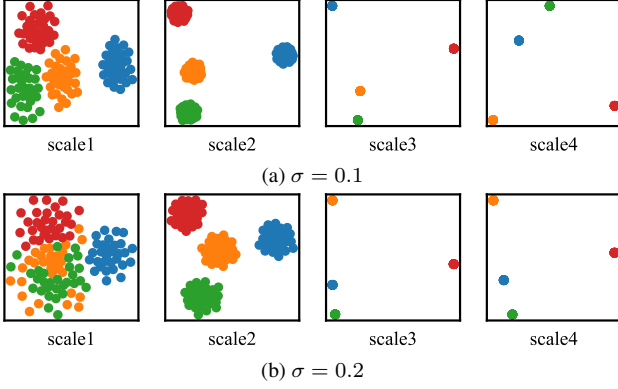 scale1 scale2 scale3 scale4
(a) σ = 0.1
scale1 scale2 scale3 scale4
(b) σ = 0.2